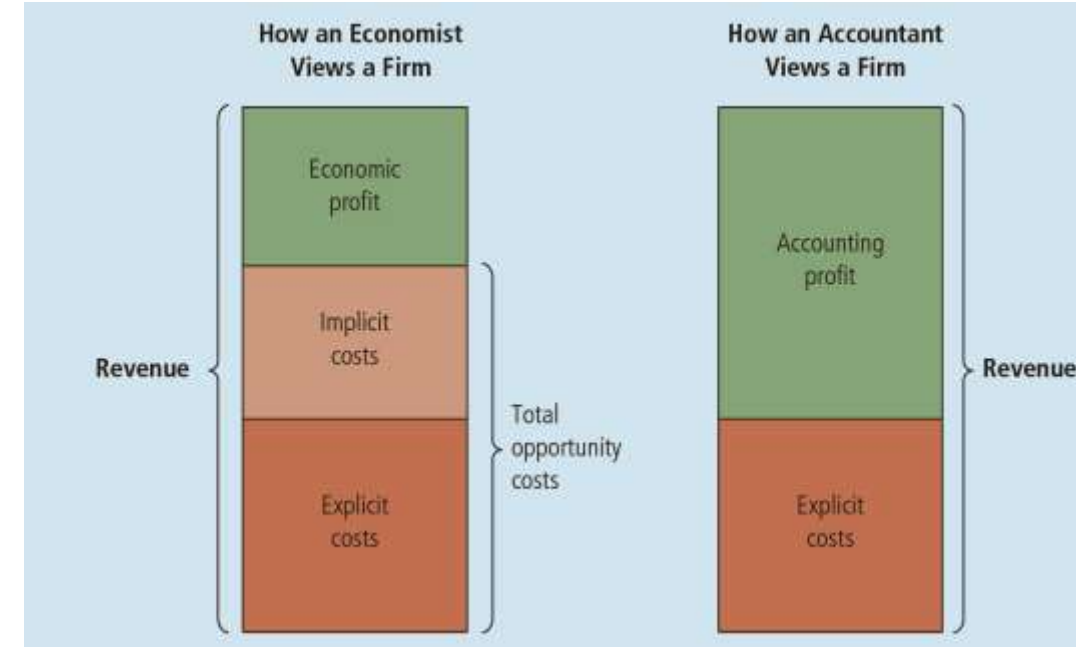 How an Economist
Views a Firm
How an Accountant
Views a Firm
Economic
profit
Implicit
costs
Explicit
costs
Revenue
Total
opportunity
costs
Accounting
profit
Explicit
costs
Revenue